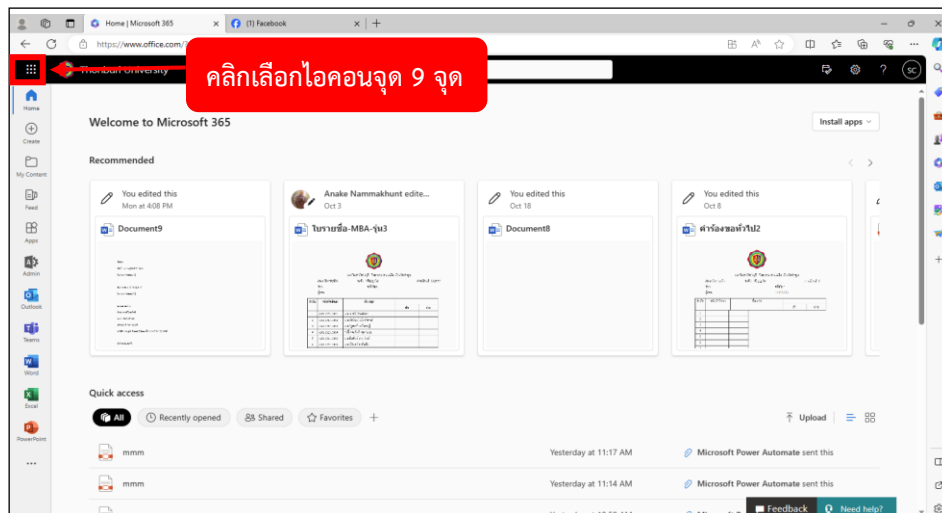 Home | Microsoft 365
(1) Facebook
https://www.office.com/
Thonburi University
คลิกเลือกไอคอนจุด 9 จุด
SC
Home
Create
My Content
Feed
Apps
Admin
Outlook
Teams
Word
Excel
PowerPoint
Welcome to Microsoft 365
Install apps
Recommended
You edited this
Mon at 4:08 PM
Document9
Anake Nammakhunt edite...
Oct 3
ใบรายชื่อ-MBA-รุ่น3
You edited this
Oct 18
Document8
You edited this
Oct 8
คำร้องขอทั่วไป2
Quick access
All
Recently opened
Shared
Favorites
Upload
mmm
Yesterday at 11:17 AM
Microsoft Power Automate sent this
mmm
Yesterday at 11:14 AM
Microsoft Power Automate sent this
Feedback
Need help?